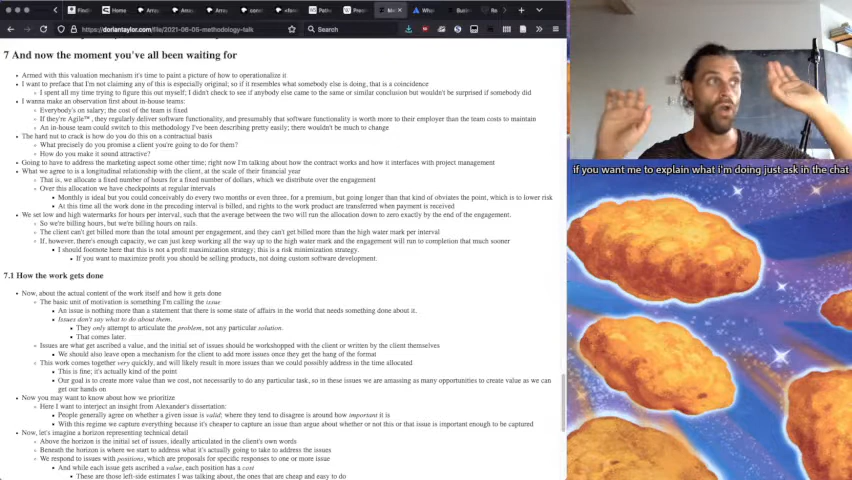 Home
https://doriantaylor.com/2021-06-05-methodology-talk
Search
7 And now the moment you've all been waiting for
• Armed with this valuation mechanism it's time to paint a picture of how to operationalize it
• I want to preface that I'm not claiming any of this is especially original; so if it resembles what somebody else is doing, that is a coincidence
◦ I spent all my time trying to figure this out myself; I didn't check to see if anybody else came to the same or similar conclusion but wouldn't be surprised if somebody did
• I wanna make an observation first about in-house teams:
◦ Everybody's on salary; the cost of the team is fixed
◦ If they're Agile™, they regularly deliver software functionality, and presumably that software functionality is worth more to their employer than the team costs to maintain
◦ An in-house team could switch to this methodology I've been describing pretty easily; there wouldn't be much to change
• The hard nut to crack is how do you do this on a contractual basis
◦ What precisely do you promise a client you're going to do for them?
◦ How do you make it sound attractive?
• Going to have to address the marketing aspect some other time; right now I'm talking about how the contract works and how it interfaces with project management
• What we agree to is a longitudinal relationship with the client, at the scale of their financial year
◦ That is, we allocate a fixed number of hours for a fixed number of dollars, which we distribute over the engagement
◦ Over this allocation we have checkpoints at regular intervals
▪ Monthly is ideal but you could conceivably do every two months or even three, for a premium, but going longer than that kind of obviates the point, which is to lower risk
▪ At this time all the work done in the preceding interval is billed, and rights to the work product are transferred when payment is received
• We set low and high watermarks for hours per interval, such that the average between the two will run the allocation down to zero exactly by the end of the engagement.
◦ So we're billing hours, but we're billing hours on rails.
◦ The client can't get billed more than the total amount per engagement, and they can't get billed more than the high water mark per interval
◦ If, however, there's enough capacity, we can just keep working all the way up to the high water mark and the engagement will run to completion that much sooner
▪ I should footnote here that this is not a profit maximization strategy; this is a risk minimization strategy.
▪ If you want to maximize profit you should be selling products, not doing custom software development.
7.1 How the work gets done
• Now, about the actual content of the work itself and how it gets done
◦ The basic unit of motivation is something I'm calling the issue
▪ An issue is nothing more than a statement that there is some state of affairs in the world that needs something done about it.
▪ Issues don't say what to do about them.
▪ They only attempt to articulate the problem, not any particular solution.
▪ That comes later.
◦ Issues are what get ascribed a value, and the initial set of issues should be workshopped with the client or written by the client themselves
▪ We should also leave open a mechanism for the client to add more issues once they get the hang of the format
◦ This work comes together very quickly, and will likely result in more issues than we could possibly address in the time allocated
▪ This is fine; it's actually kind of the point
▪ Our goal is to create more value than we cost, not necessarily to do any particular task, so in these issues we are amassing as many opportunities to create value as we can
get our hands on
• Now you may want to know about how we prioritize
◦ Here I want to interject an insight from Alexander's dissertation:
▪ People generally agree on whether a given issue is valid; where they tend to disagree is around how important it is
▪ With this regime we capture everything because it's cheaper to capture an issue than argue about whether or not this or that issue is important enough to be captured
• Now, let's imagine a horizon representing technical detail
◦ Above the horizon is the initial set of issues, ideally articulated in the client's own words
◦ Beneath the horizon is where we start to address what it's actually going to take to address the issues
◦ We respond to issues with positions, which are proposals for specific responses to one or more issue
▪ And while each issue gets ascribed a value, each position has a cost
▪ These are those left-side estimates I was talking about, the ones that are cheap and easy to do
if you want me to explain what i'm doing just ask in the chat